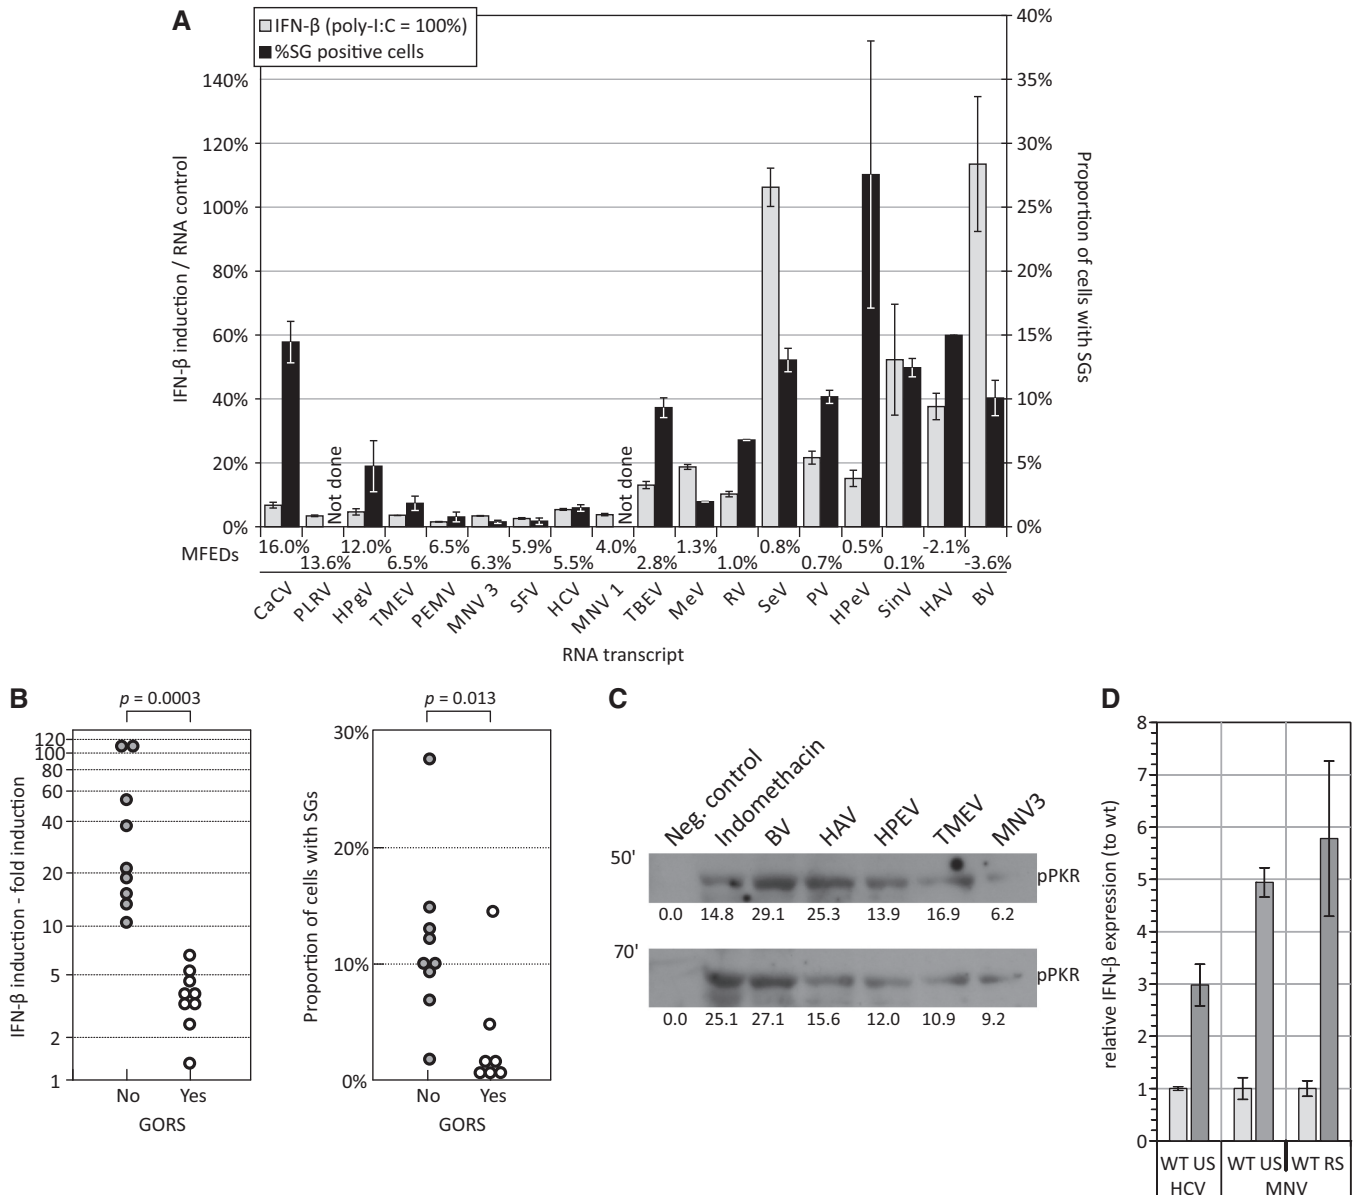 A
IFN-β (poly-I:C = 100%)
%SG positive cells
IFN-β induction / RNA control
140%
120%
100%
80%
60%
40%
20%
0%
40%
35%
30%
25%
20%
15%
10%
5%
0%
Proportion of cells with SGs
Not done
Not done
MFEDs
16.0% 12.0% 6.5% 5.9% 4.0% 1.3% 0.8% 0.5% -2.1%
13.6% 6.5% 6.3% 5.5% 2.8% 1.0% 0.7% 0.1% -3.6%
CaCV PLRV HPgV TMEV PEMV MNV 3 SFV HCV MNV 1 TBEV MeV RV SeV PV HPeV SinV HAV BV
RNA transcript
B
p = 0.0003
IFN-β induction - fold induction
120
100
80
60
40
20
10
5
2
1
No Yes
GORS
p = 0.013
Proportion of cells with SGs
30%
20%
10%
0%
No Yes
GORS
C
Neg. control Indomethacin BV HAV HPEV TMEV MNV3
50'
pPKR
0.0 14.8 29.1 25.3 13.9 16.9 6.2
70'
pPKR
0.0 25.1 27.1 15.6 12.0 10.9 9.2
D
relative IFN-β expression (to wt)
8
7
6
5
4
3
2
1
0
WT US WT US WT RS
HCV MNV